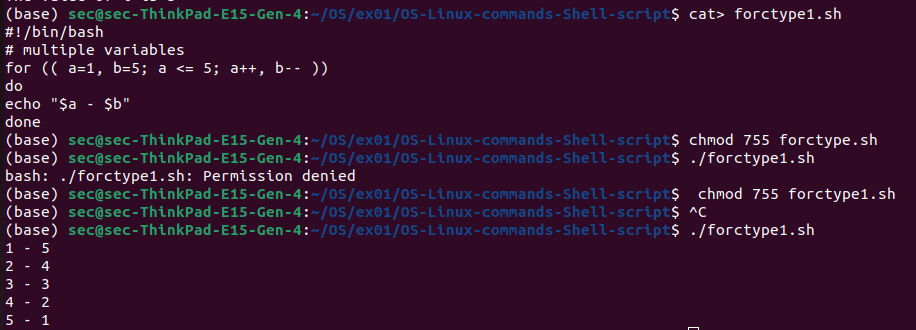 (base) sec@sec-ThinkPad-E15-Gen-4:~/OS/ex01/OS-Linux-commands-Shell-script$ cat> forctype1.sh
#!/bin/bash
# multiple variables
for (( a=1, b=5; a <= 5; a++, b-- ))
do
echo "$a - $b"
done
(base) sec@sec-ThinkPad-E15-Gen-4:~/OS/ex01/OS-Linux-commands-Shell-script$ chmod 755 forctype.sh
(base) sec@sec-ThinkPad-E15-Gen-4:~/OS/ex01/OS-Linux-commands-Shell-script$ ./forctype1.sh
bash: ./forctype1.sh: Permission denied
(base) sec@sec-ThinkPad-E15-Gen-4:~/OS/ex01/OS-Linux-commands-Shell-script$  chmod 755 forctype1.sh
(base) sec@sec-ThinkPad-E15-Gen-4:~/OS/ex01/OS-Linux-commands-Shell-script$ ^C
(base) sec@sec-ThinkPad-E15-Gen-4:~/OS/ex01/OS-Linux-commands-Shell-script$ ./forctype1.sh
1 - 5
2 - 4
3 - 3
4 - 2
5 - 1